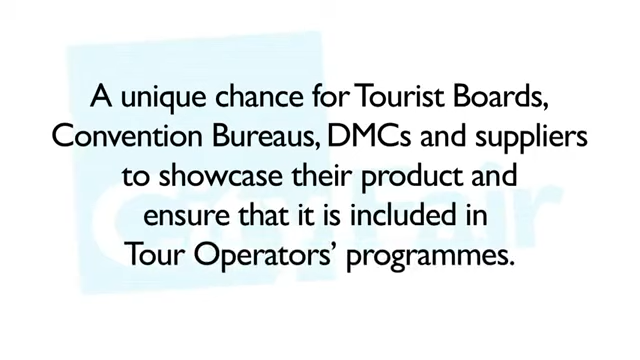 A unique chance for Tourist Boards,
Convention Bureaus, DMCs and suppliers
to showcase their product and
ensure that it is included in
Tour Operators’ programmes.